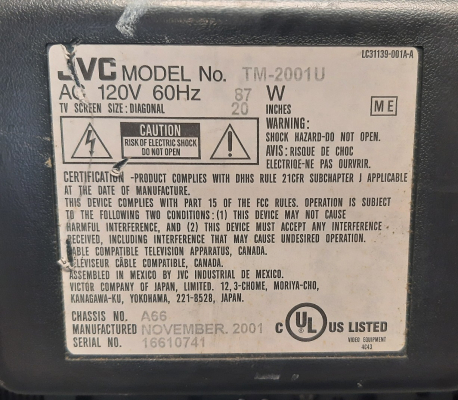 LC31139-001A-A
JVC MODEL No. TM-2001U
AC 120V 60Hz 87 W
TV SCREEN SIZE; DIAGONAL 20 INCHES
ME
CAUTION
RISK OF ELECTRIC SHOCK
DO NOT OPEN
WARNING:
SHOCK HAZARD-DO NOT OPEN.
AVIS: RISQUE DE CHOC
ELECTRIQE-NE PAS OURVRIR.
CERTIFICATION -PRODUCT COMPLIES WITH DHHS RULE 21CFR SUBCHAPTER J APPLICABLE
AT THE DATE OF MANUFACTURE.
THIS DEVICE COMPLIES WITH PART 15 OF THE FCC RULES. OPERATION IS SUBJECT
TO THE FOLLOWING TWO CONDITIONS:(1) THIS DEVICE MAY NOT CAUSE
HARMFUL INTERFERENCE, AND (2) THIS DEVICE MUST ACCEPT ANY INTERFERENCE
RECEIVED, INCLUDING INTERFERENCE THAT MAY CAUSE UNDESIRED OPERATION.
CABLE COMPATIBLE TELEVISION APPARATUS, CANADA.
TÉLÉVISEUR CÂBLE COMPATIBLE, CANADA.
ASSEMBLED IN MEXICO BY JVC INDUSTRIAL DE MEXICO.
VICTOR COMPANY OF JAPAN, LIMITED. 12,3-CHOME, MORIYA-CHO,
KANAGAWA-KU, YOKOHAMA, 221-8528, JAPAN.
CHASSIS NO. A66
MANUFACTURED NOVEMBER. 2001
SERIAL NO. 16610741
C UL US LISTED
VIDEO EQUIPMENT
4D43